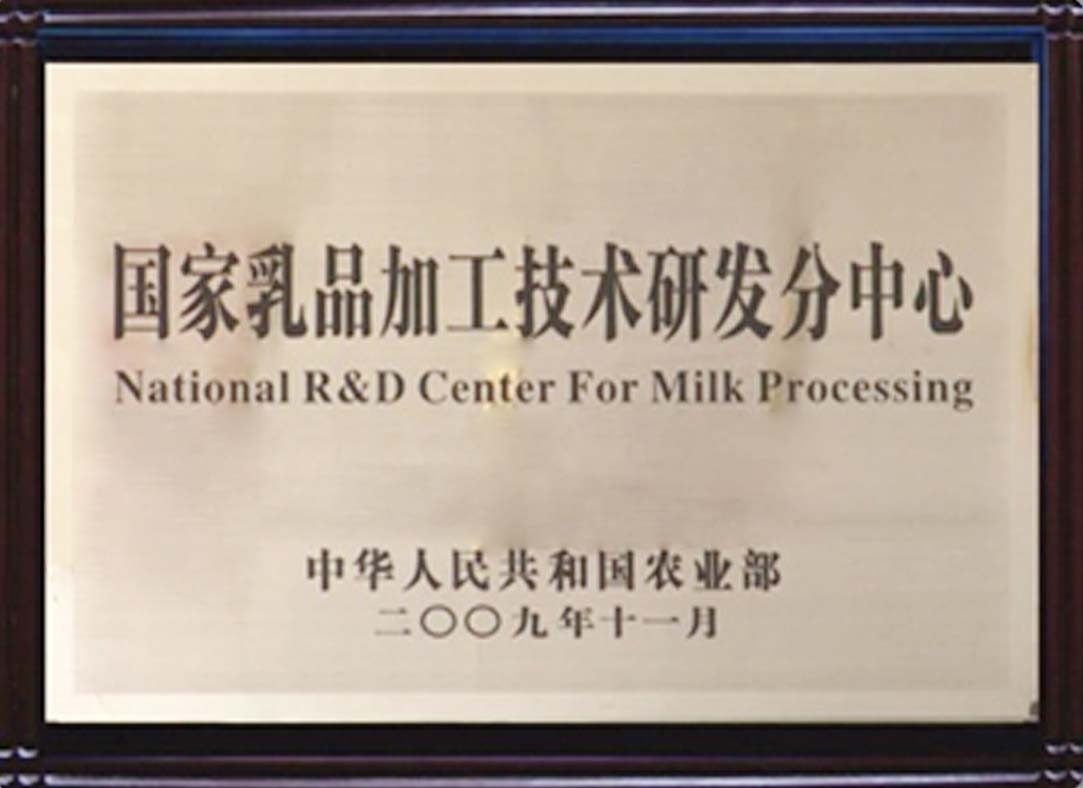 国家乳品加工技术研发分中心
National R&D Center For Milk Processing
中华人民共和国农业部
二〇〇九年十一月